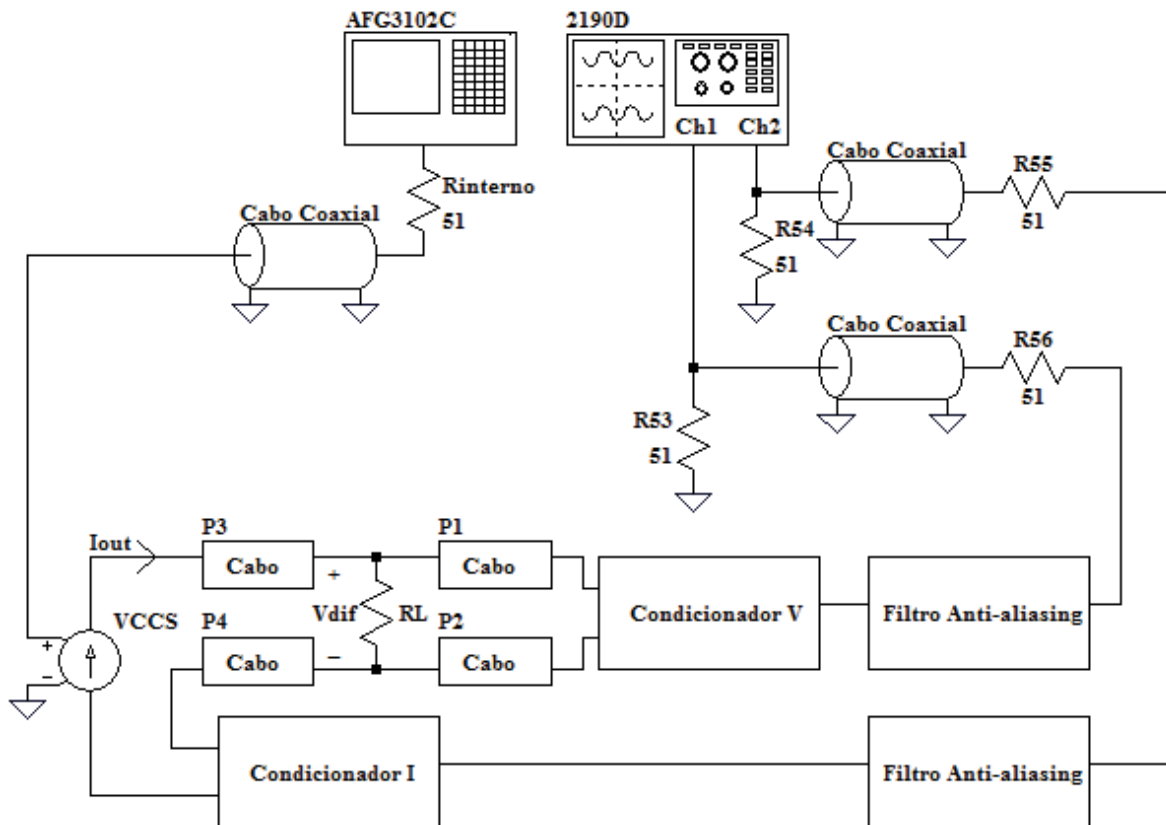 AFG3102C
2190D
Ch1
Ch2
Rinterno
51
Cabo Coaxial
Cabo Coaxial
R55
51
R54
51
Cabo Coaxial
R56
51
R53
51
Iout
P3
Cabo
P1
Cabo
+
Vdif
RL
−
VCCS
+
−
P4
Cabo
P2
Cabo
Condicionador V
Filtro Anti-aliasing
Condicionador I
Filtro Anti-aliasing